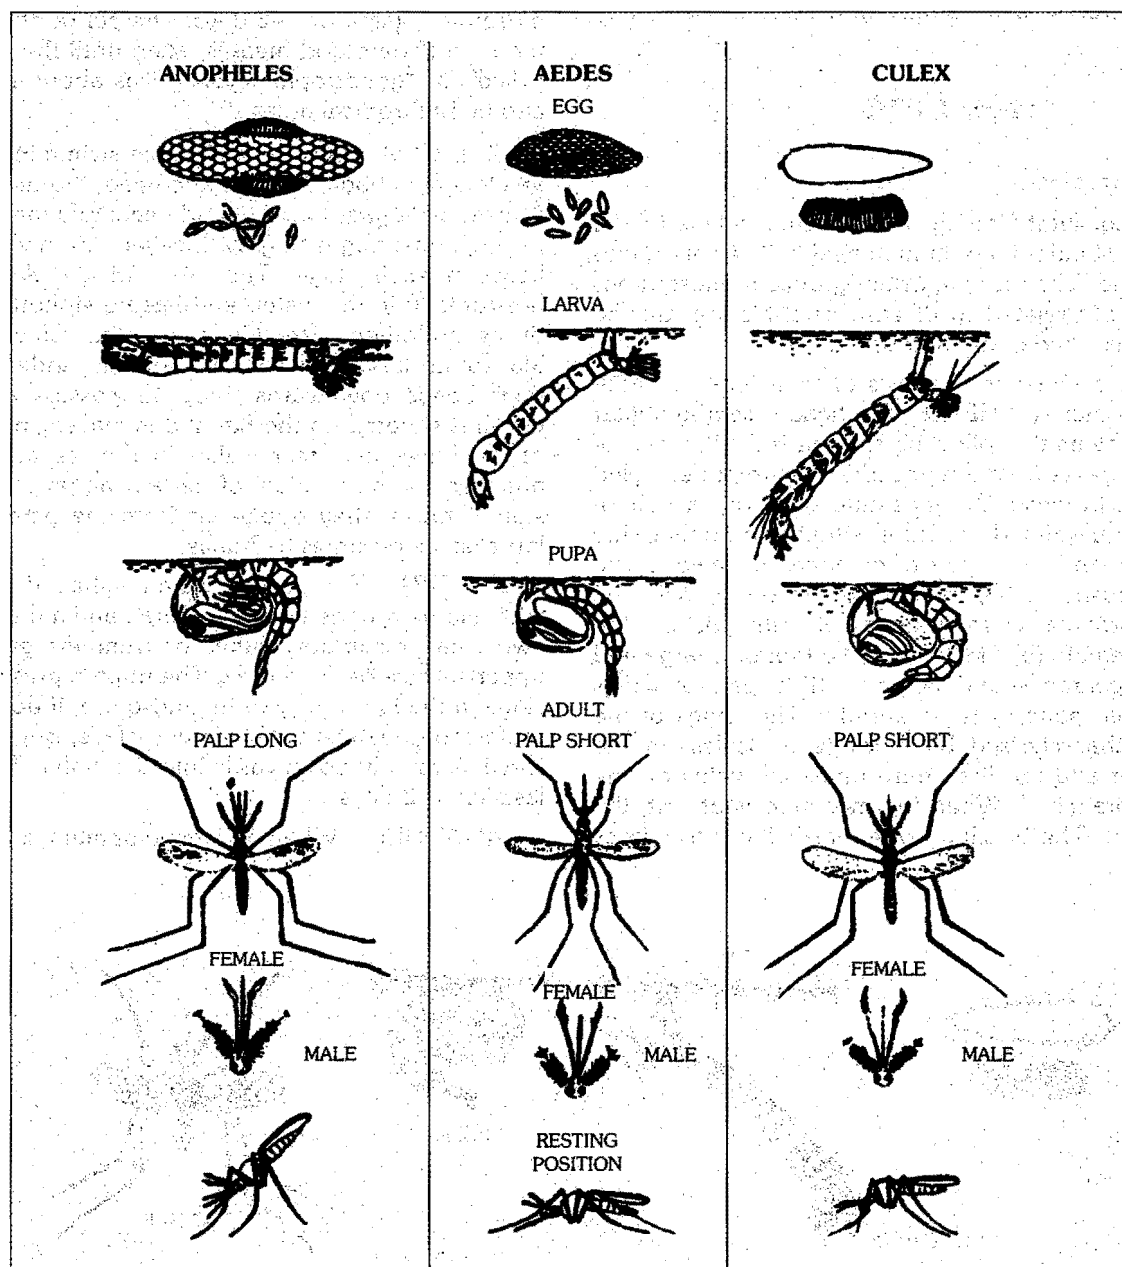 ANOPHELES
AEDES
CULEX
EGG
LARVA
PUPA
ADULT
PALP LONG
PALP SHORT
PALP SHORT
FEMALE
FEMALE
FEMALE
MALE
MALE
MALE
RESTING
POSITION